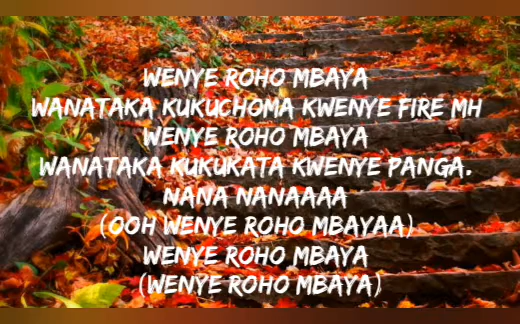 WENYE ROHO MBAYA
WANATAKA KUKUCHOMA KWENYE FIRE MH
WENYE ROHO MBAYA
WANATAKA KUKUKATA KWENYE PANGA.
NANA NANAAAA
(OOH WENYE ROHO MBAYAA)
WENYE ROHO MBAYA
(WENYE ROHO MBAYA)